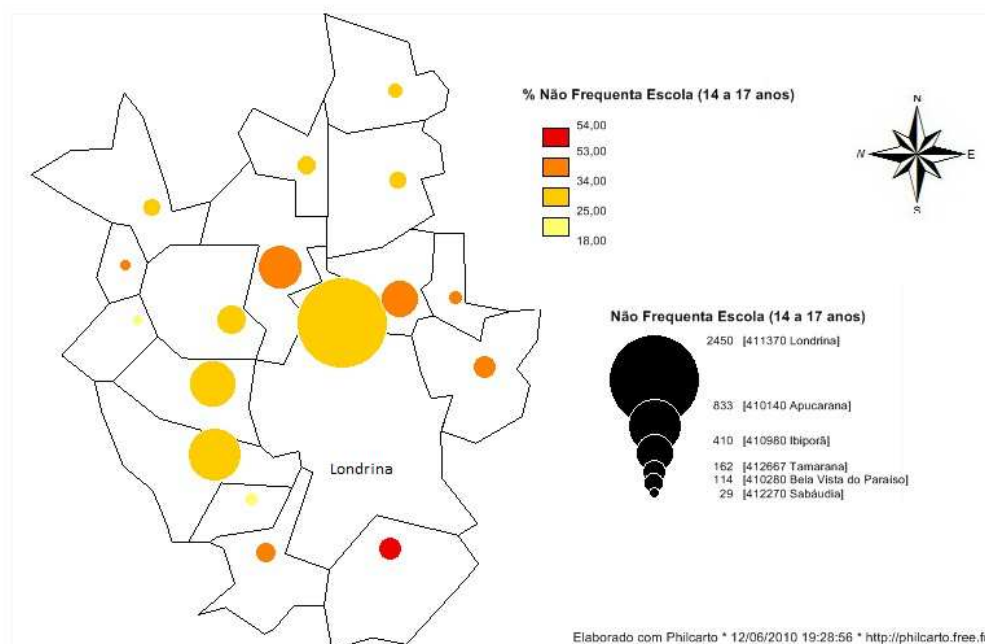 % Não Frequenta Escola (14 a 17 anos)
54,00
53,00
34,00
25,00
18,00
N
W
E
S
Não Frequenta Escola (14 a 17 anos)
2450 [411370 Londrina]
833 [410140 Apucarana]
410 [410980 Ibiporã]
162 [412667 Tamarana]
114 [410280 Bela Vista do Paraíso]
29 [412270 Sabáudia]
Londrina
Elaborado com Philcarto * 12/06/2010 19:28:56 * http://philcarto.free.f